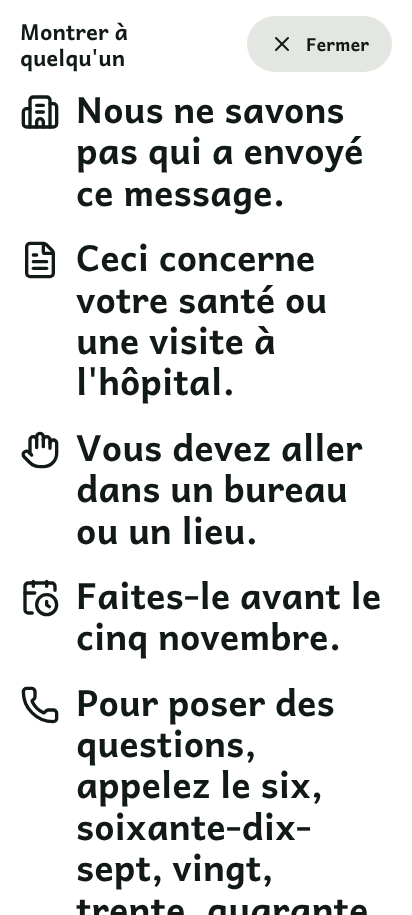 Montrer à
quelqu'un
Fermer
Nous ne savons
pas qui a envoyé
ce message.
Ceci concerne
votre santé ou
une visite à
l'hôpital.
Vous devez aller
dans un bureau
ou un lieu.
Faites-le avant le
cinq novembre.
Pour poser des
questions,
appelez le six,
soixante-dix-
sept, vingt,
trente, quarante